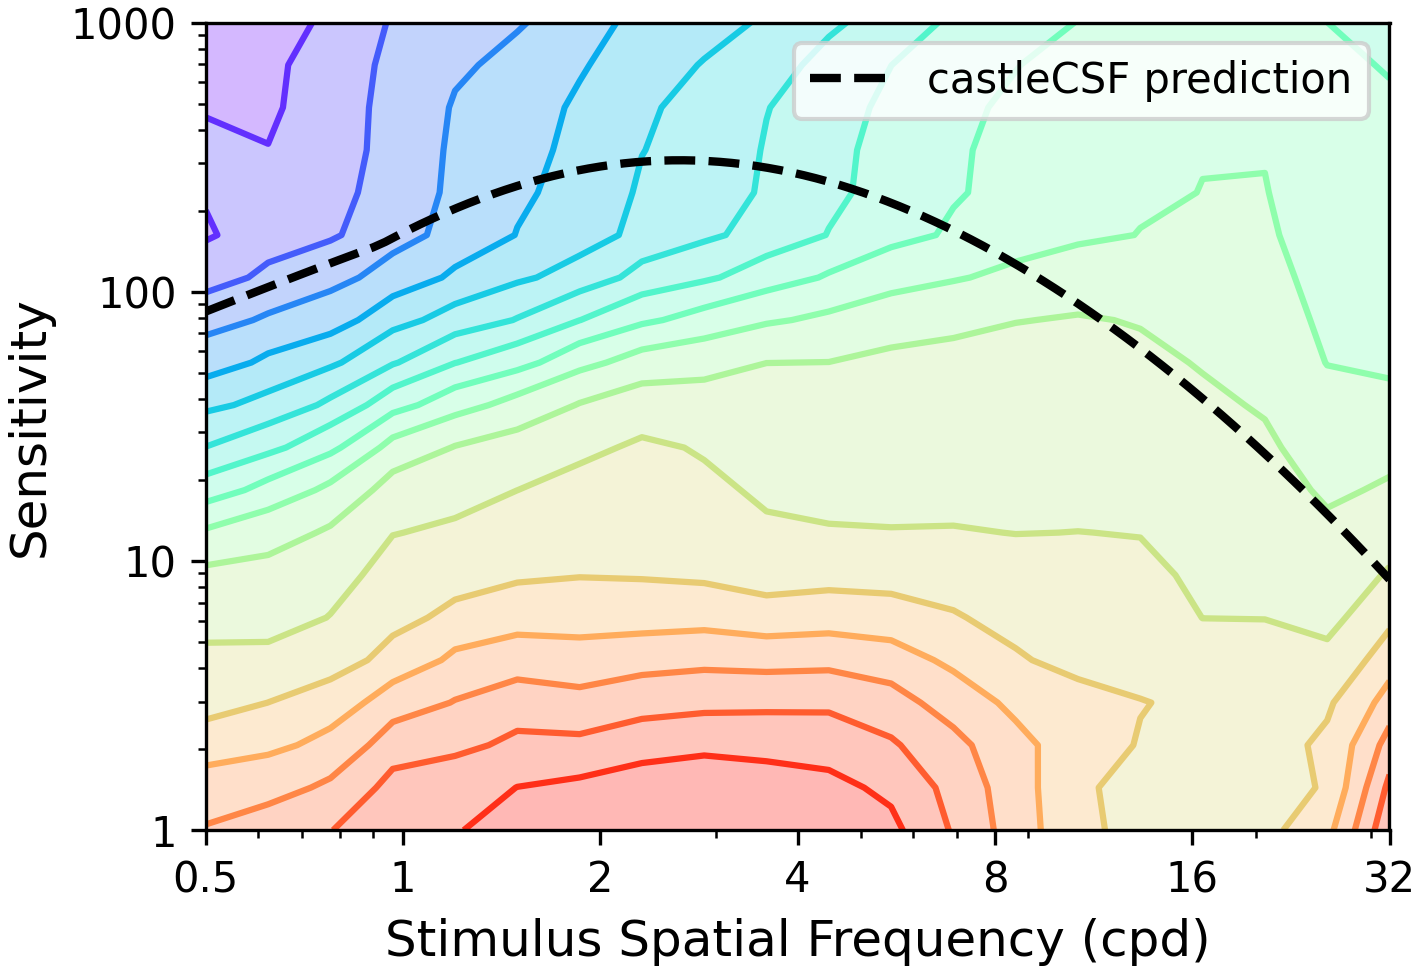 1000
100
10
1
Sensitivity
castleCSF prediction
0.5 1 2 4 8 16 32
Stimulus Spatial Frequency (cpd)